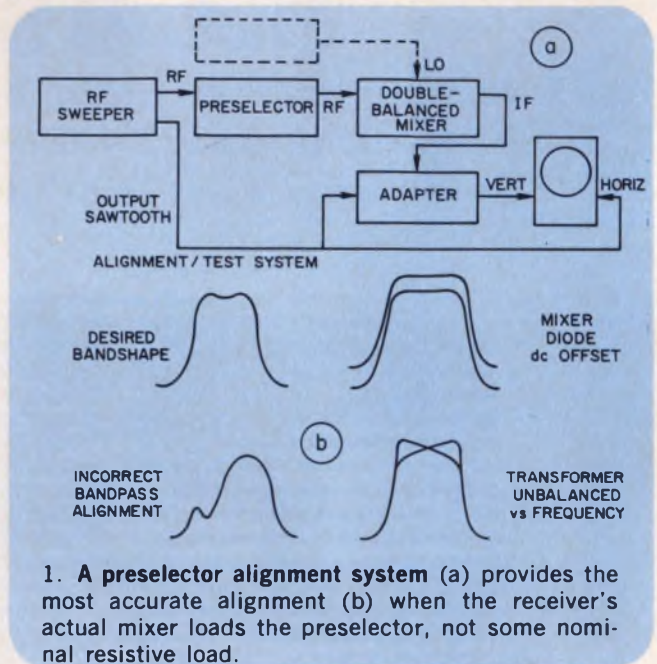 a
LO
RF
RF
SWEEPER
PRESELECTOR
RF
DOUBLE-
BALANCED
MIXER
IF
OUTPUT
SAWTOOTH
ADAPTER
VERT
HORIZ
ALIGNMENT/TEST SYSTEM
DESIRED
BANDSHAPE
MIXER
DIODE
dc OFFSET
b
INCORRECT
BANDPASS
ALIGNMENT
TRANSFORMER
UNBALANCED
vs FREQUENCY
1. A preselector alignment system (a) provides the
most accurate alignment (b) when the receiver's
actual mixer loads the preselector, not some nomi-
nal resistive load.